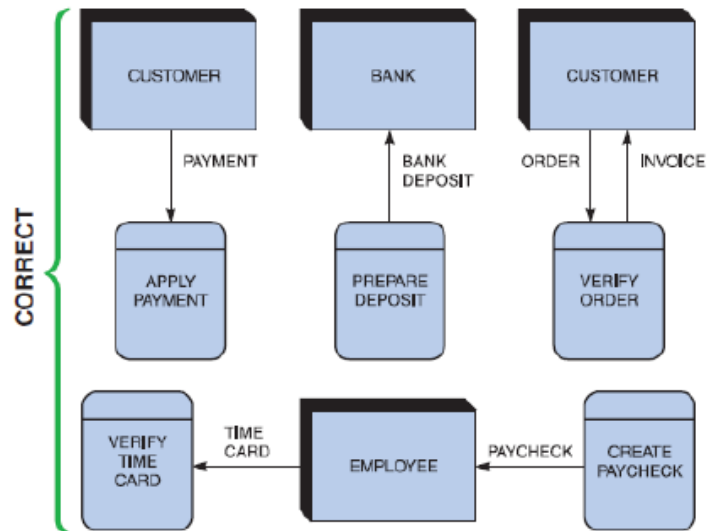 CORRECT
CUSTOMER
BANK
CUSTOMER
PAYMENT
BANK
DEPOSIT
ORDER
INVOICE
APPLY
PAYMENT
PREPARE
DEPOSIT
VERIFY
ORDER
VERIFY
TIME
CARD
TIME
CARD
EMPLOYEE
PAYCHECK
CREATE
PAYCHECK